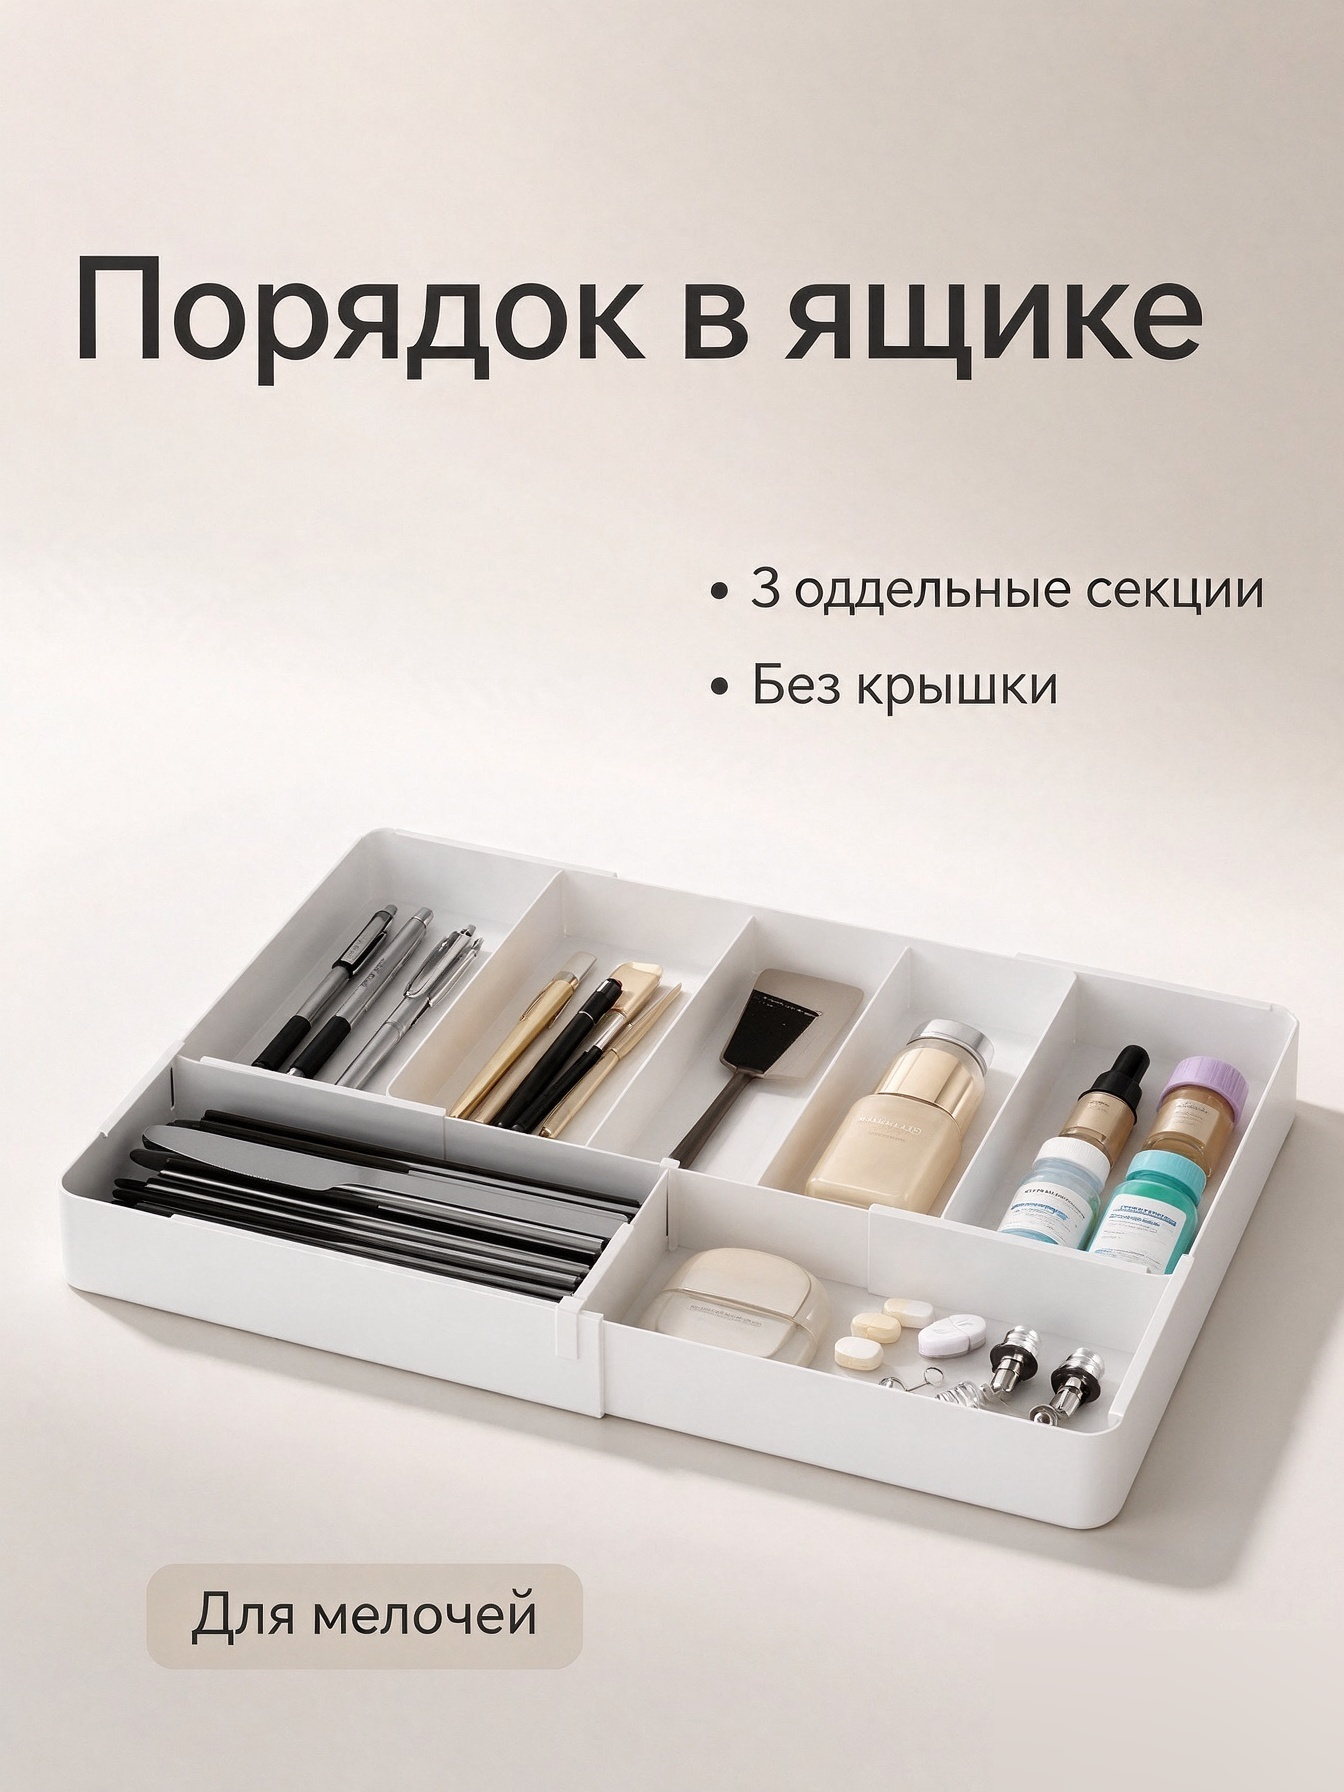 Порядок в ящике
• 3 оддельные секции
• Без крышки
Для мелочей